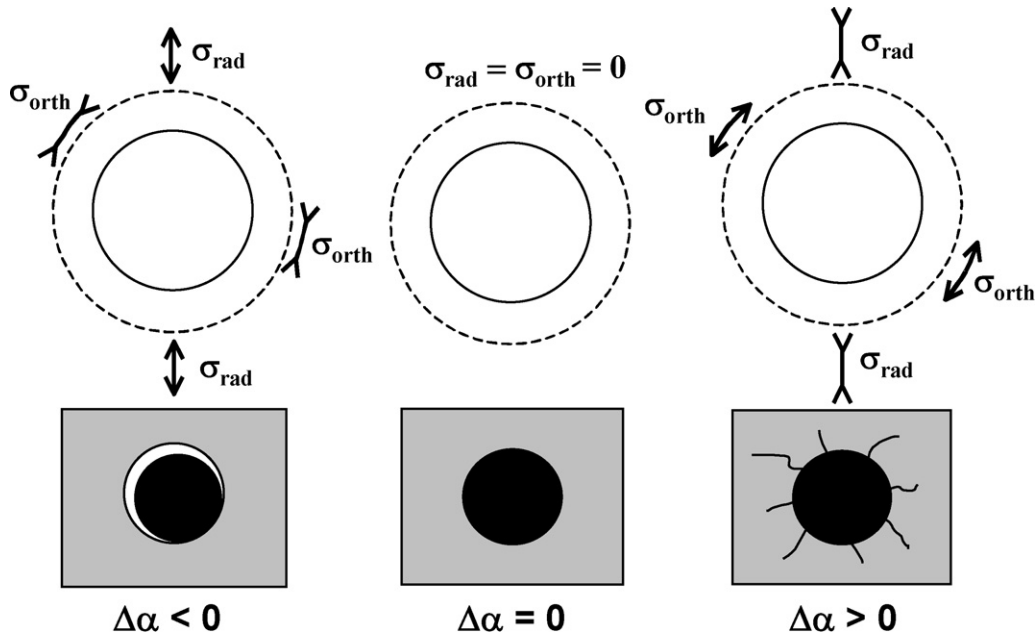 σrad
σorth
σorth
σrad
σrad = σorth = 0
σrad
σorth
σorth
σrad
Δα < 0
Δα = 0
Δα > 0